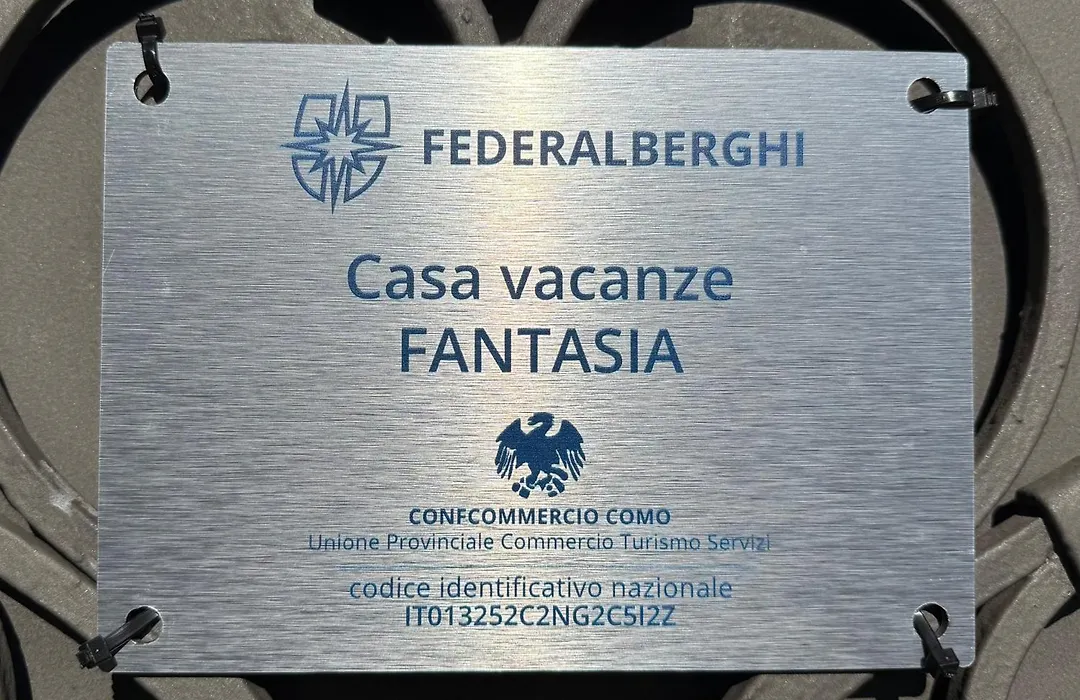 FEDERALBERGHI
Casa vacanze
FANTASIA
CONFCOMMERCIO COMO
Unione Provinciale Commercio Turismo Servizi
codice identificativo nazionale
IT013252C2NG2C5I2Z